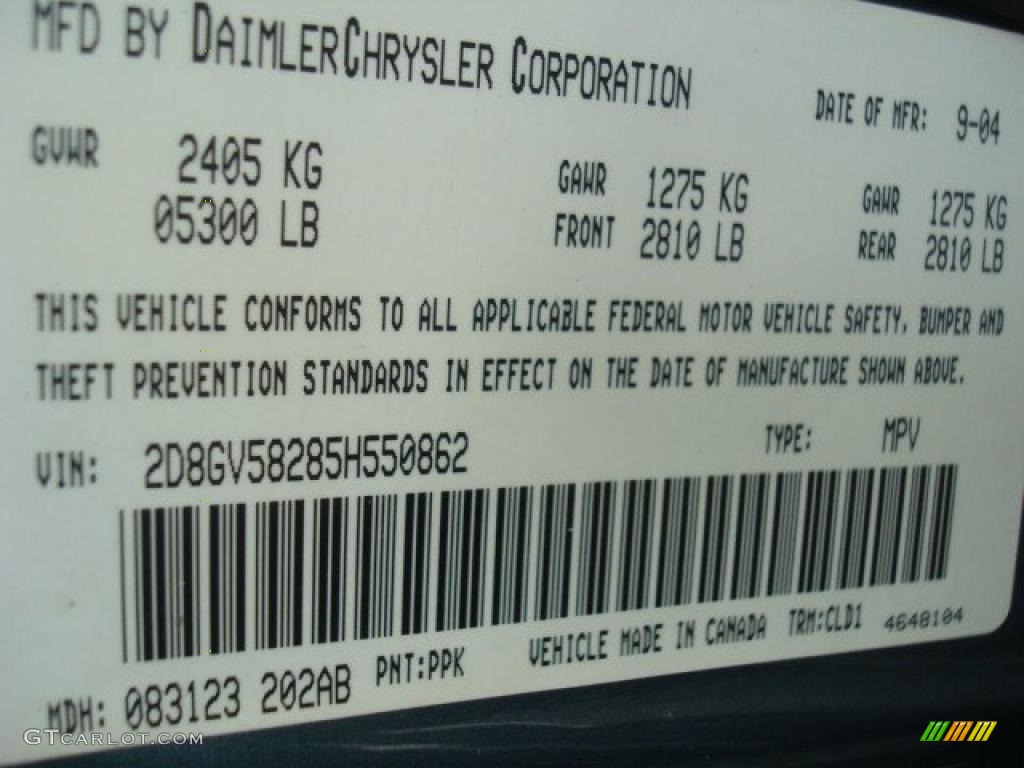 MFD BY DAIMLERCHRYSLER CORPORATION
DATE OF MFR: 9-04
GVWR 2405 KG
05300 LB
GAWR 1275 KG
FRONT 2810 LB
GAWR 1275 KG
REAR 2810 LB
THIS VEHICLE CONFORMS TO ALL APPLICABLE FEDERAL MOTOR VEHICLE SAFETY, BUMPER AND
THEFT PREVENTION STANDARDS IN EFFECT ON THE DATE OF MANUFACTURE SHOWN ABOVE.
VIN: 2D8GV58285H550862
TYPE: MPV
VEHICLE MADE IN CANADA TRM:CLD1 4648104
MDH: 083123 202AB PNT:PPK
GTCARLOT.COM